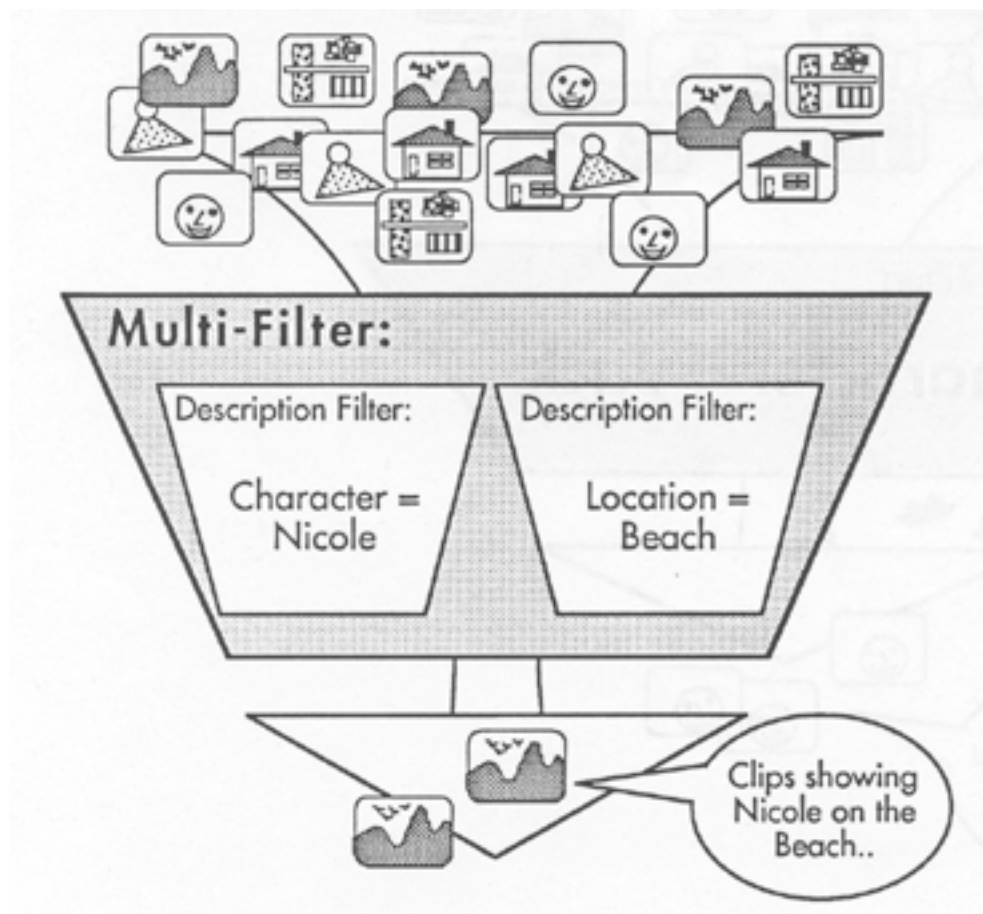 Multi-Filter:
Description Filter:
Character =
Nicole
Description Filter:
Location =
Beach
Clips showing
Nicole on the
Beach..